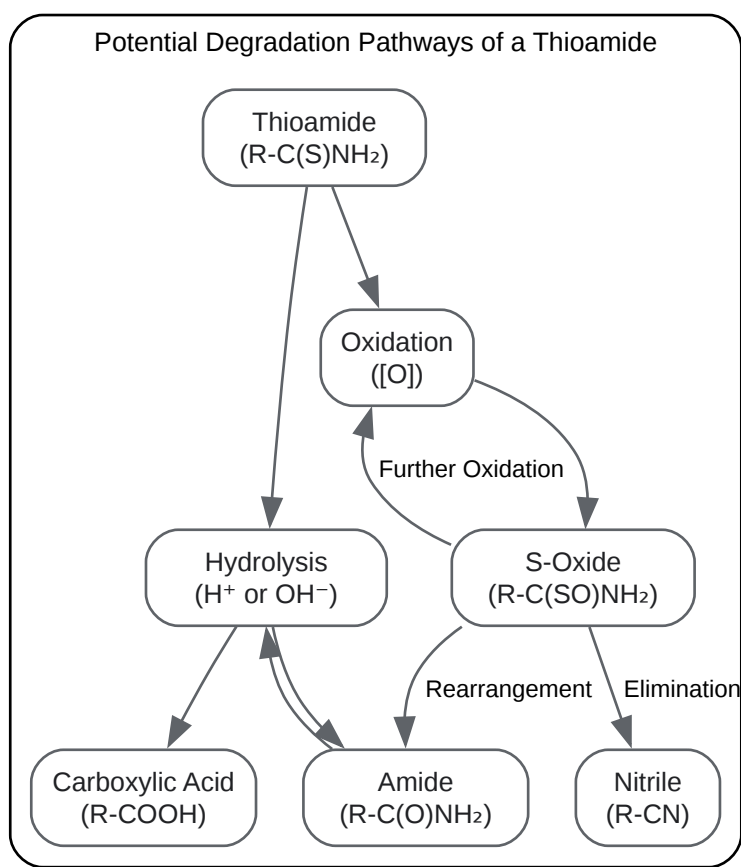 Potential Degradation Pathways of a Thioamide
Thioamide
(R-C(S)NH₂)
Oxidation
([O])
Further Oxidation
Hydrolysis
(H⁺ or OH⁻)
S-Oxide
(R-C(SO)NH₂)
Rearrangement
Elimination
Carboxylic Acid
(R-COOH)
Amide
(R-C(O)NH₂)
Nitrile
(R-CN)